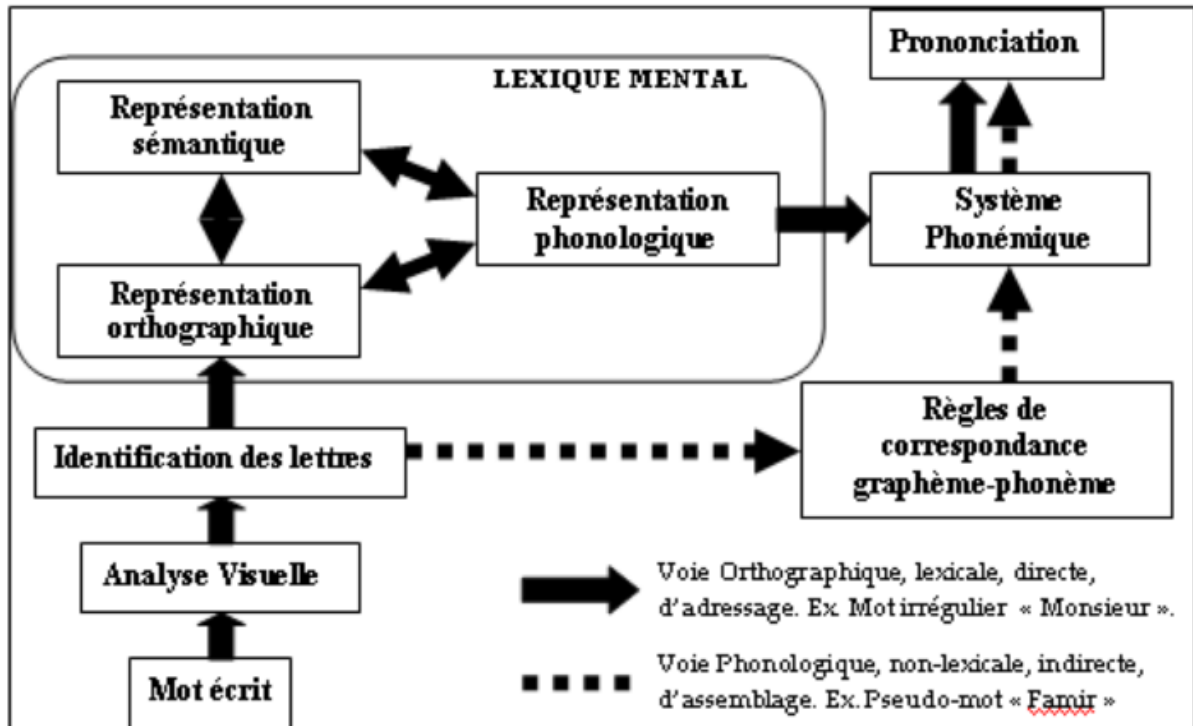 Prononciation
LEXIQUE MENTAL
Représentation
sémantique
Représentation
phonologique
Système
Phonémique
Représentation
orthographique
Identification des lettres
Règles de
correspondance
graphème-phonème
Analyse Visuelle
Mot écrit
Voie Orthographique, lexicale, directe,
d'adressage. Ex. Mot irrégulier « Monsieur ».
Voie Phonologique, non-lexicale, indirecte,
d'assemblage. Ex. Pseudo-mot « Famir »